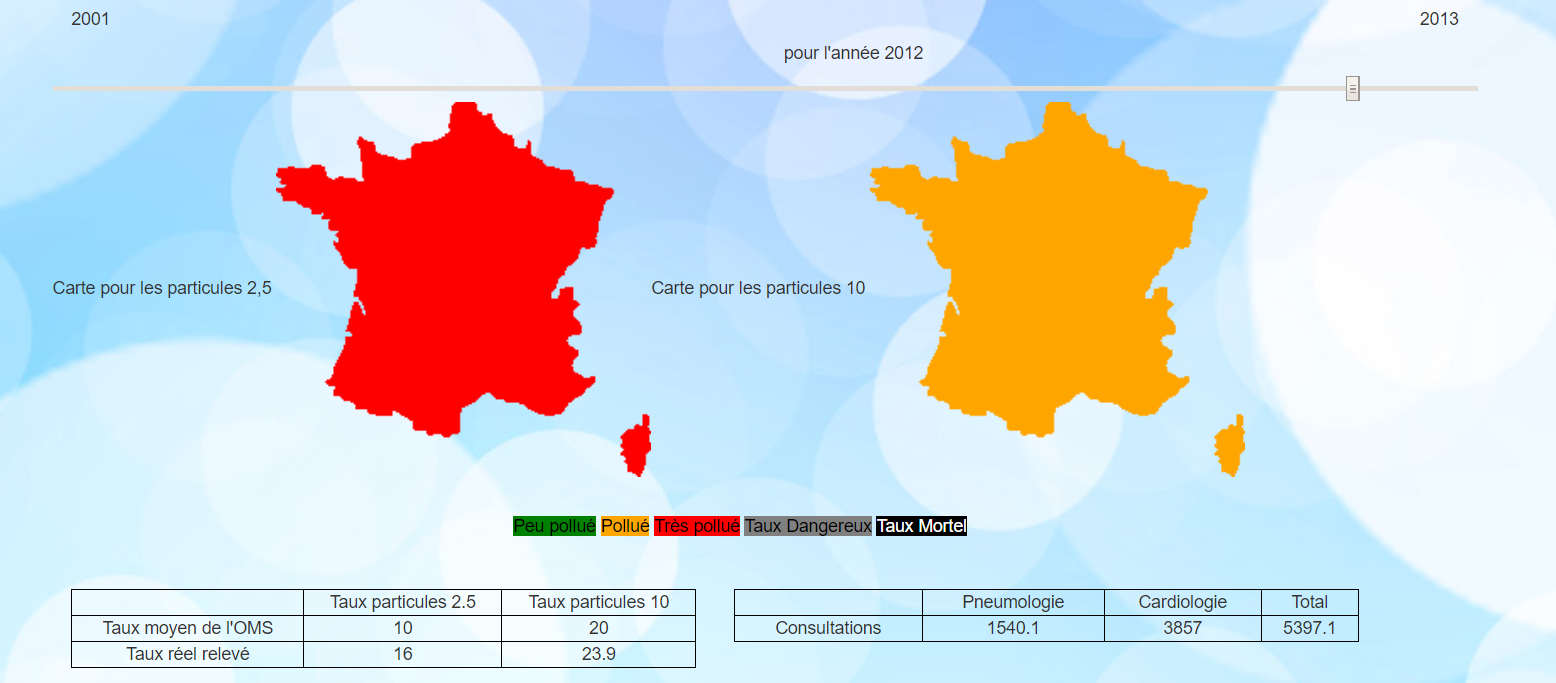 2001
2013
pour l'année 2012
Carte pour les particules 2,5
Carte pour les particules 10
Peu pollué Pollué Très pollué Taux Dangereux Taux Mortel
Taux particules 2.5 Taux particules 10
Taux moyen de l'OMS 10 20
Taux réel relevé 16 23.9
Pneumologie Cardiologie Total
Consultations 1540.1 3857 5397.1